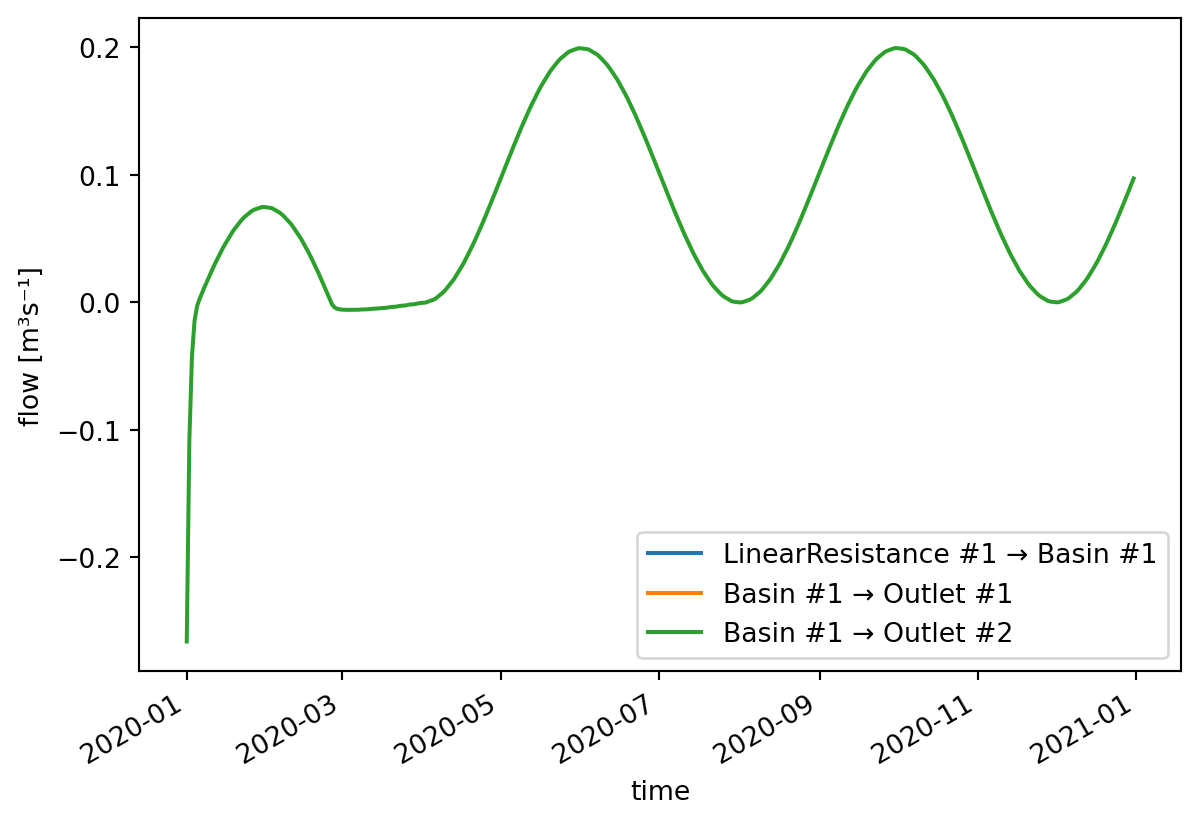 0.2
0.1
0.0
−0.1
−0.2
flow [m³s⁻¹]
LinearResistance #1 → Basin #1
Basin #1 → Outlet #1
Basin #1 → Outlet #2
2020-01
2020-03
2020-05
2020-07
2020-09
2020-11
2021-01
time